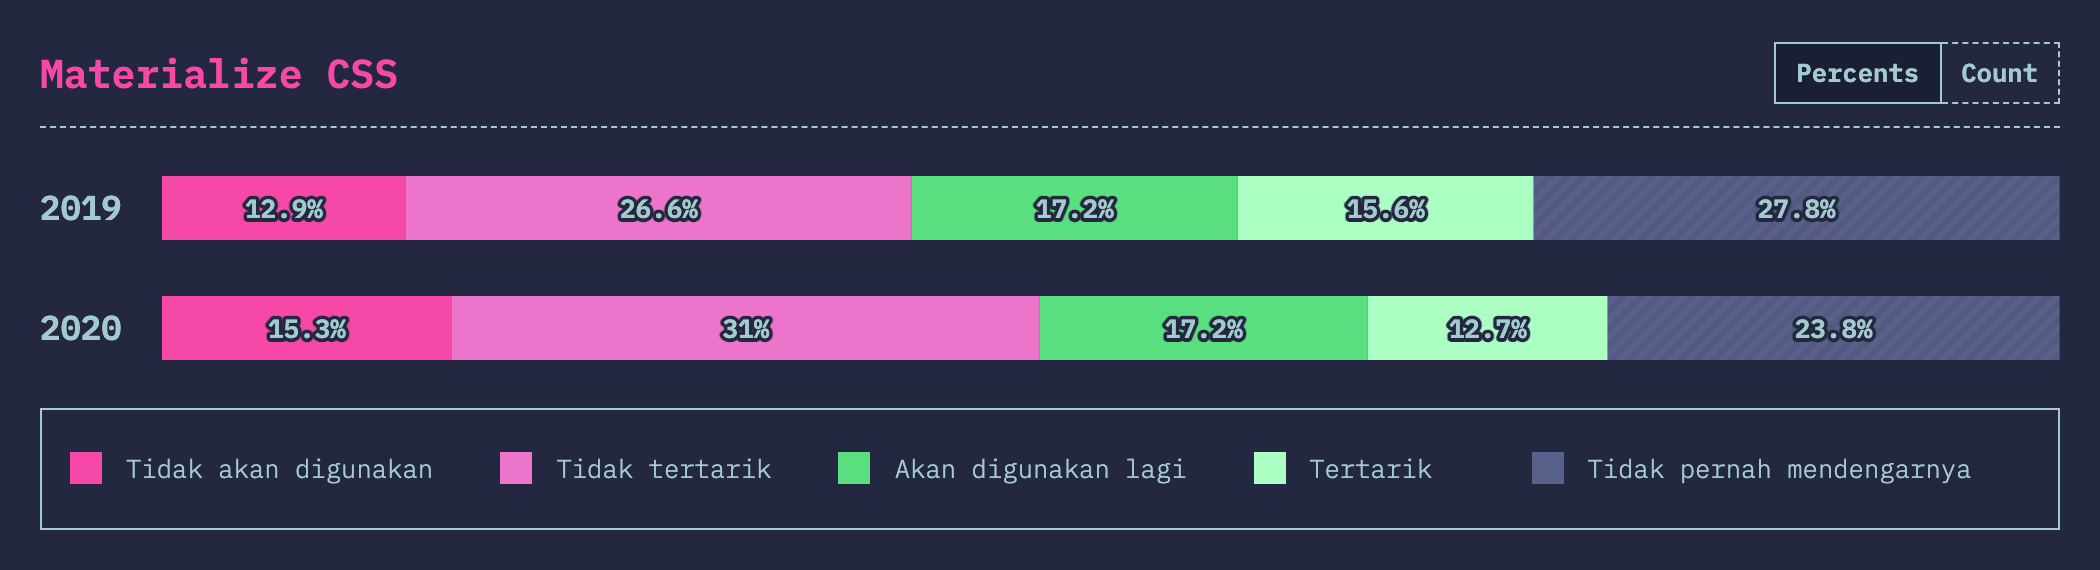 Materialize CSS
Percents Count
2019 12.9% 26.6% 17.2% 15.6% 27.8%
2020 15.3% 31% 17.2% 12.7% 23.8%
Tidak akan digunakan Tidak tertarik Akan digunakan lagi Tertarik Tidak pernah mendengarnya